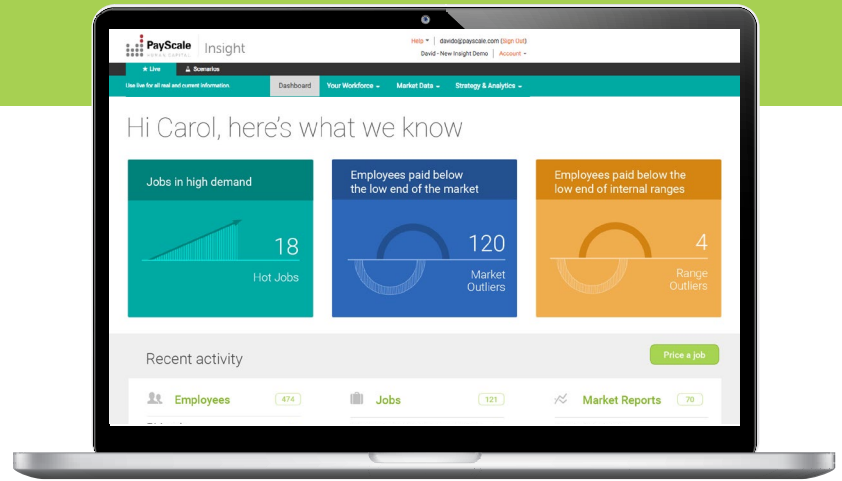 PayScale
HUMAN CAPITAL
Insight
Help
davido@payscale.com (Sign Out)
David - New Insight Demo
Account
Live
Scenarios
Use live for all real and current information.
Dashboard
Your Workforce
Market Data
Strategy & Analytics
Hi Carol, here's what we know
Jobs in high demand
18
Hot Jobs
Employees paid below
the low end of the market
120
Market
Outliers
Employees paid below the
low end of internal ranges
4
Range
Outliers
Recent activity
Price a job
Employees
474
Jobs
121
Market Reports
70